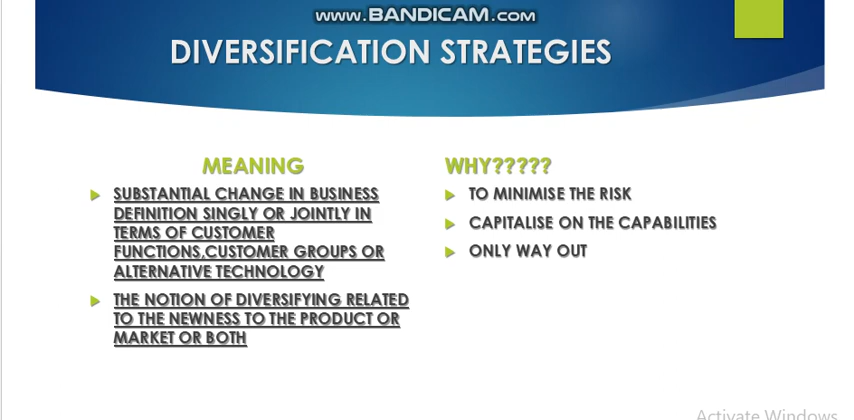 www.BANDICAM.com
DIVERSIFICATION STRATEGIES
MEANING
SUBSTANTIAL CHANGE IN BUSINESS
DEFINITION SINGLY OR JOINTLY IN
TERMS OF CUSTOMER
FUNCTIONS,CUSTOMER GROUPS OR
ALTERNATIVE TECHNOLOGY
THE NOTION OF DIVERSIFYING RELATED
TO THE NEWNESS TO THE PRODUCT OR
MARKET OR BOTH
WHY?????
TO MINIMISE THE RISK
CAPITALISE ON THE CAPABILITIES
ONLY WAY OUT
Activate Windows